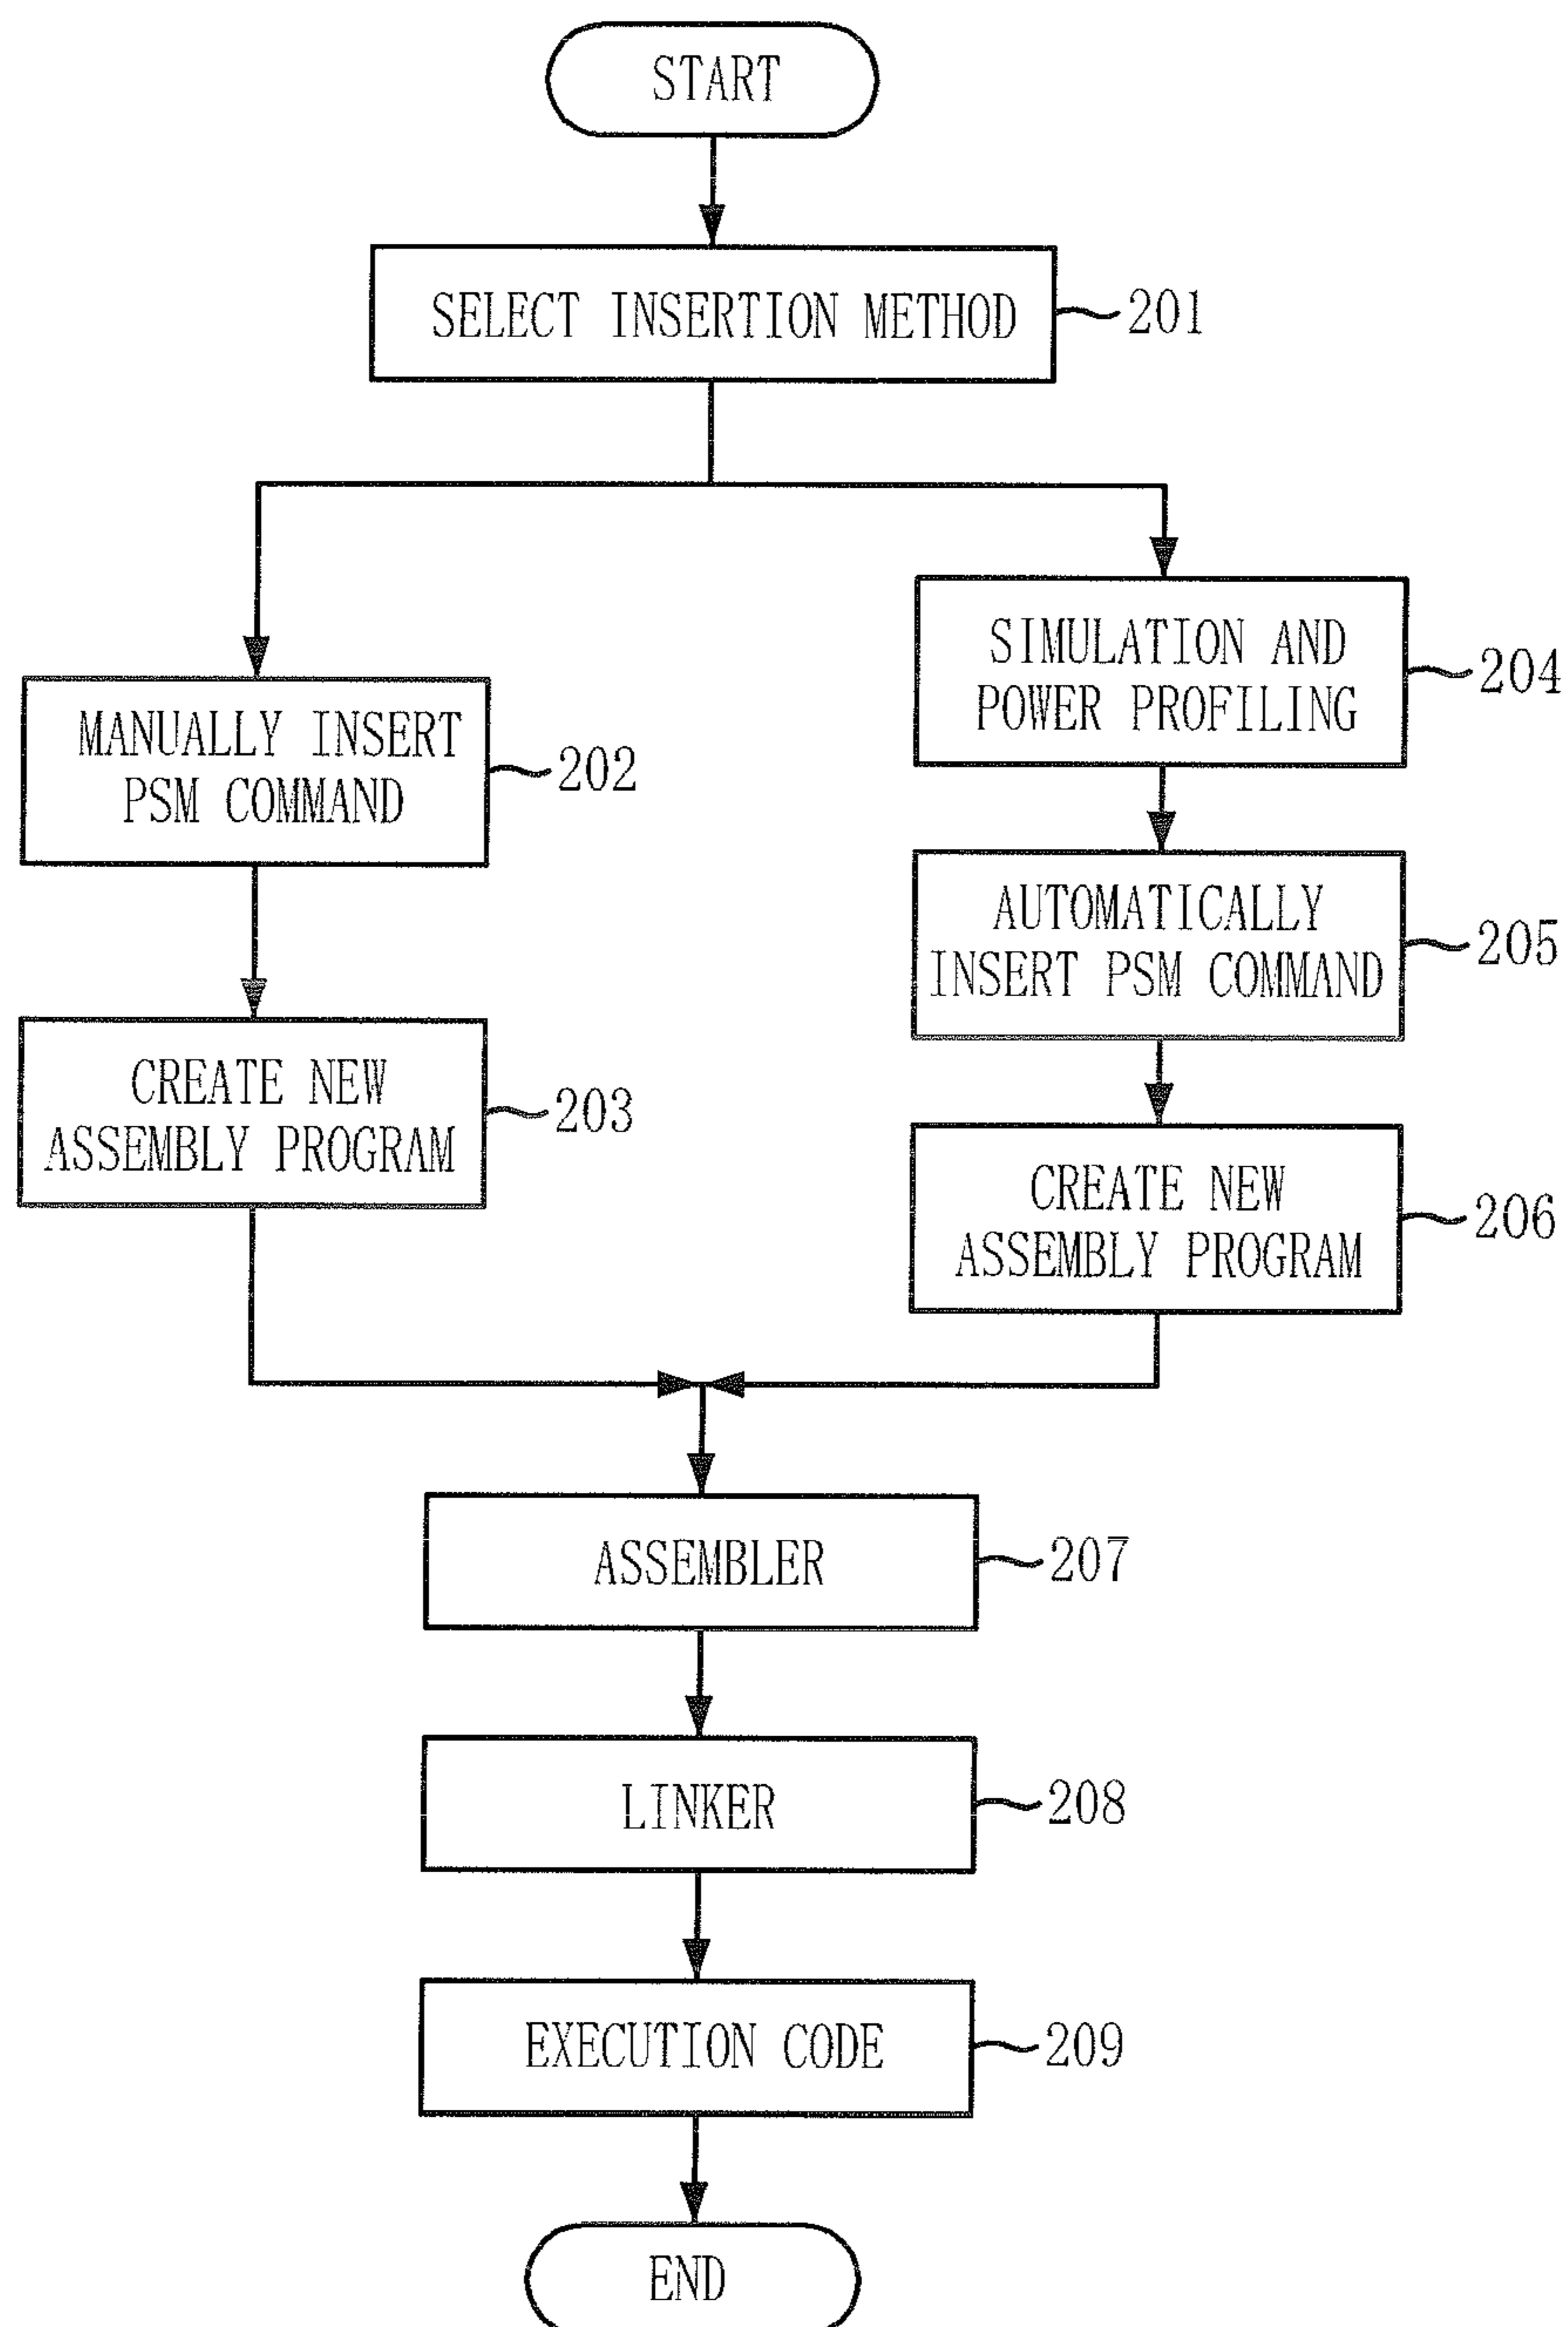 START
SELECT INSERTION METHOD
201
MANUALLY INSERT
PSM COMMAND
202
CREATE NEW
ASSEMBLY PROGRAM
203
SIMULATION AND
POWER PROFILING
204
AUTOMATICALLY
INSERT PSM COMMAND
205
CREATE NEW
ASSEMBLY PROGRAM
206
ASSEMBLER
207
LINKER
208
EXECUTION CODE
209
END